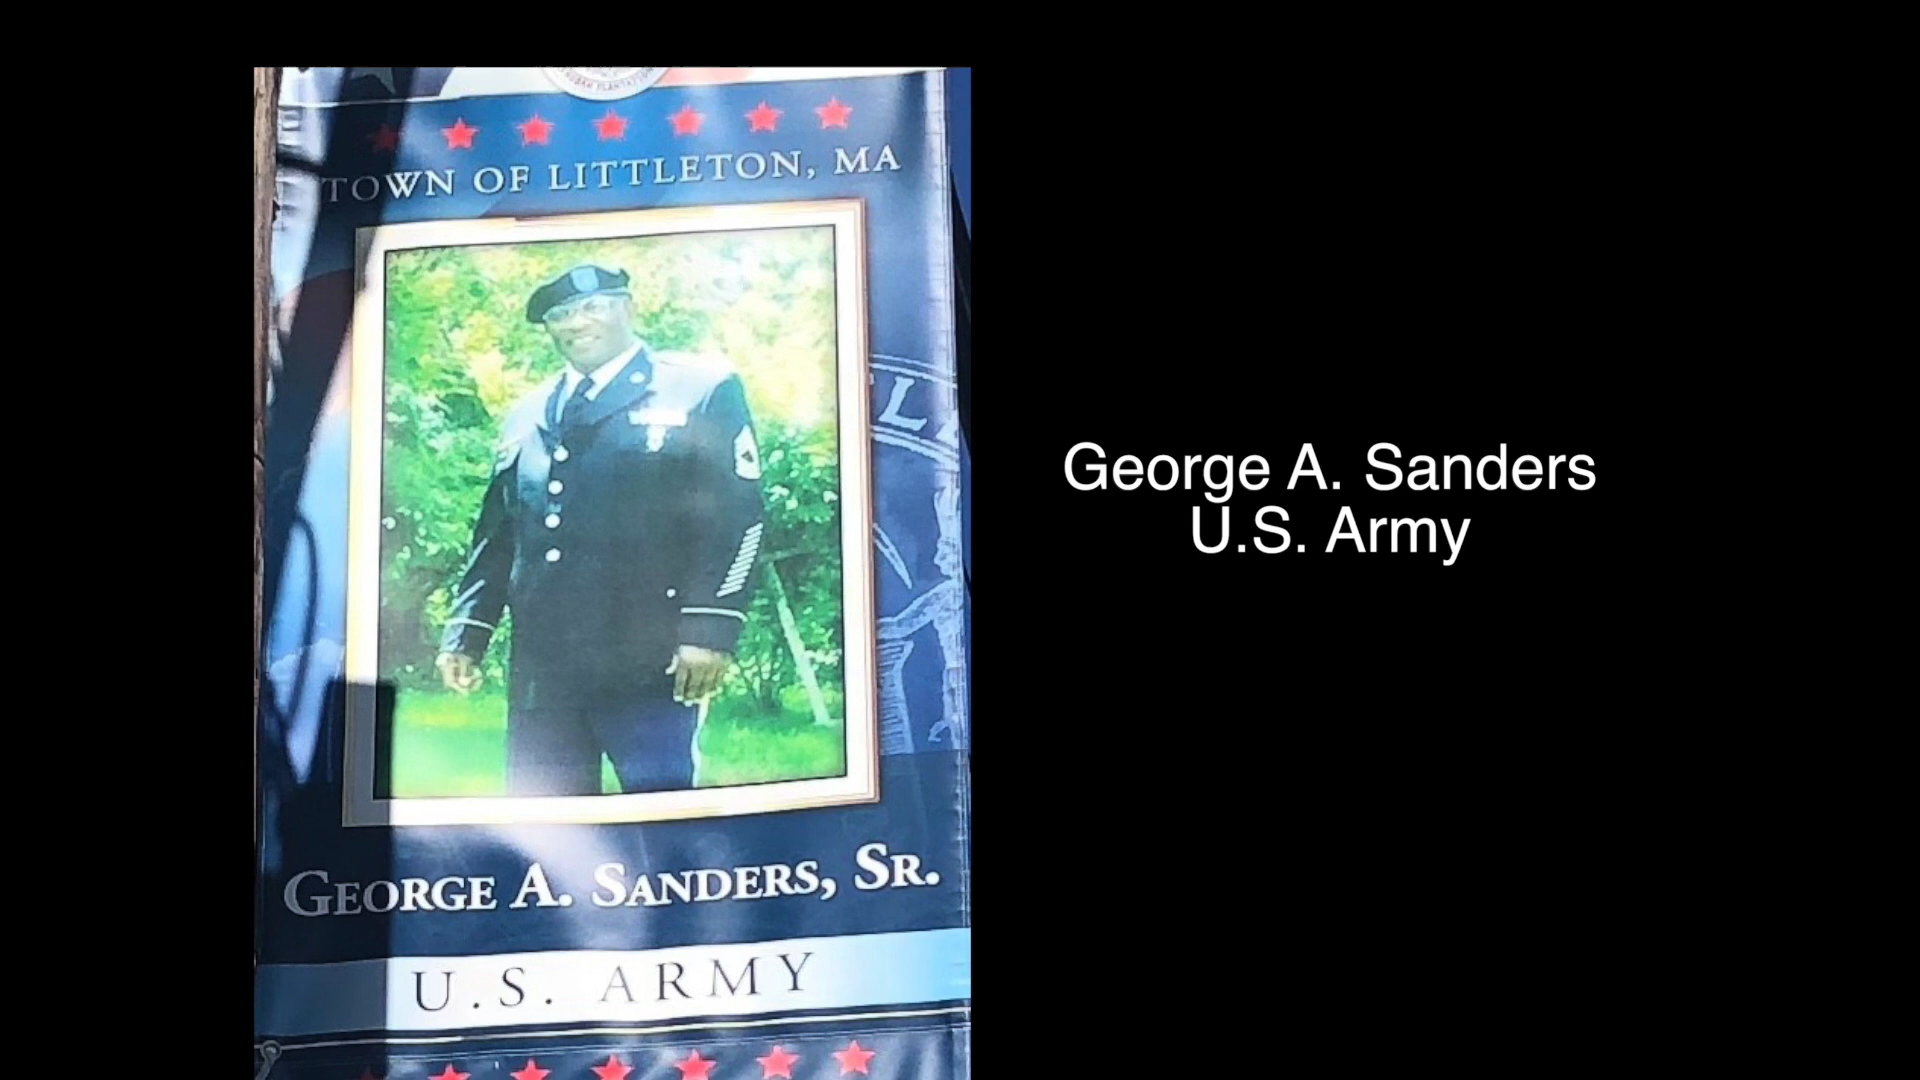 TOWN OF LITTLETON, MA
GEORGE A. SANDERS, SR.
U.S. ARMY
George A. Sanders
U.S. Army